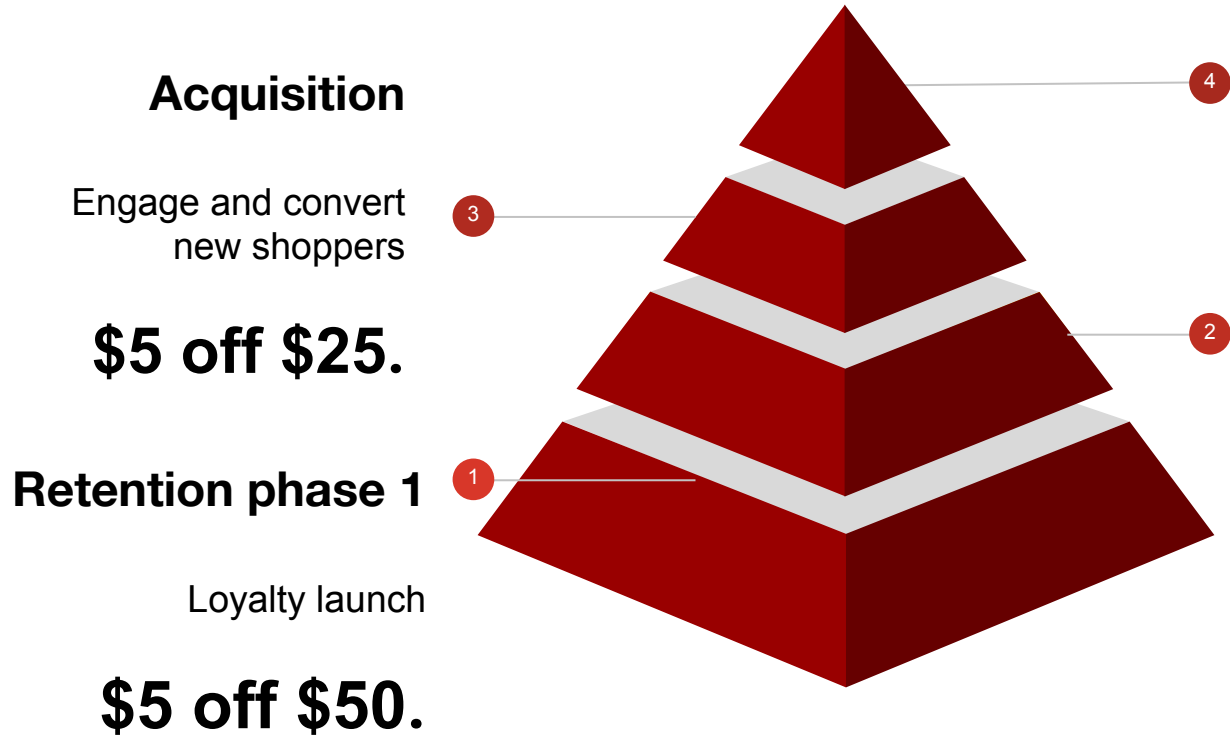 Acquisition
Engage and convert
new shoppers
$5 off $25.
Retention phase 1
Loyalty launch
$5 off $50.
4
3
2
1